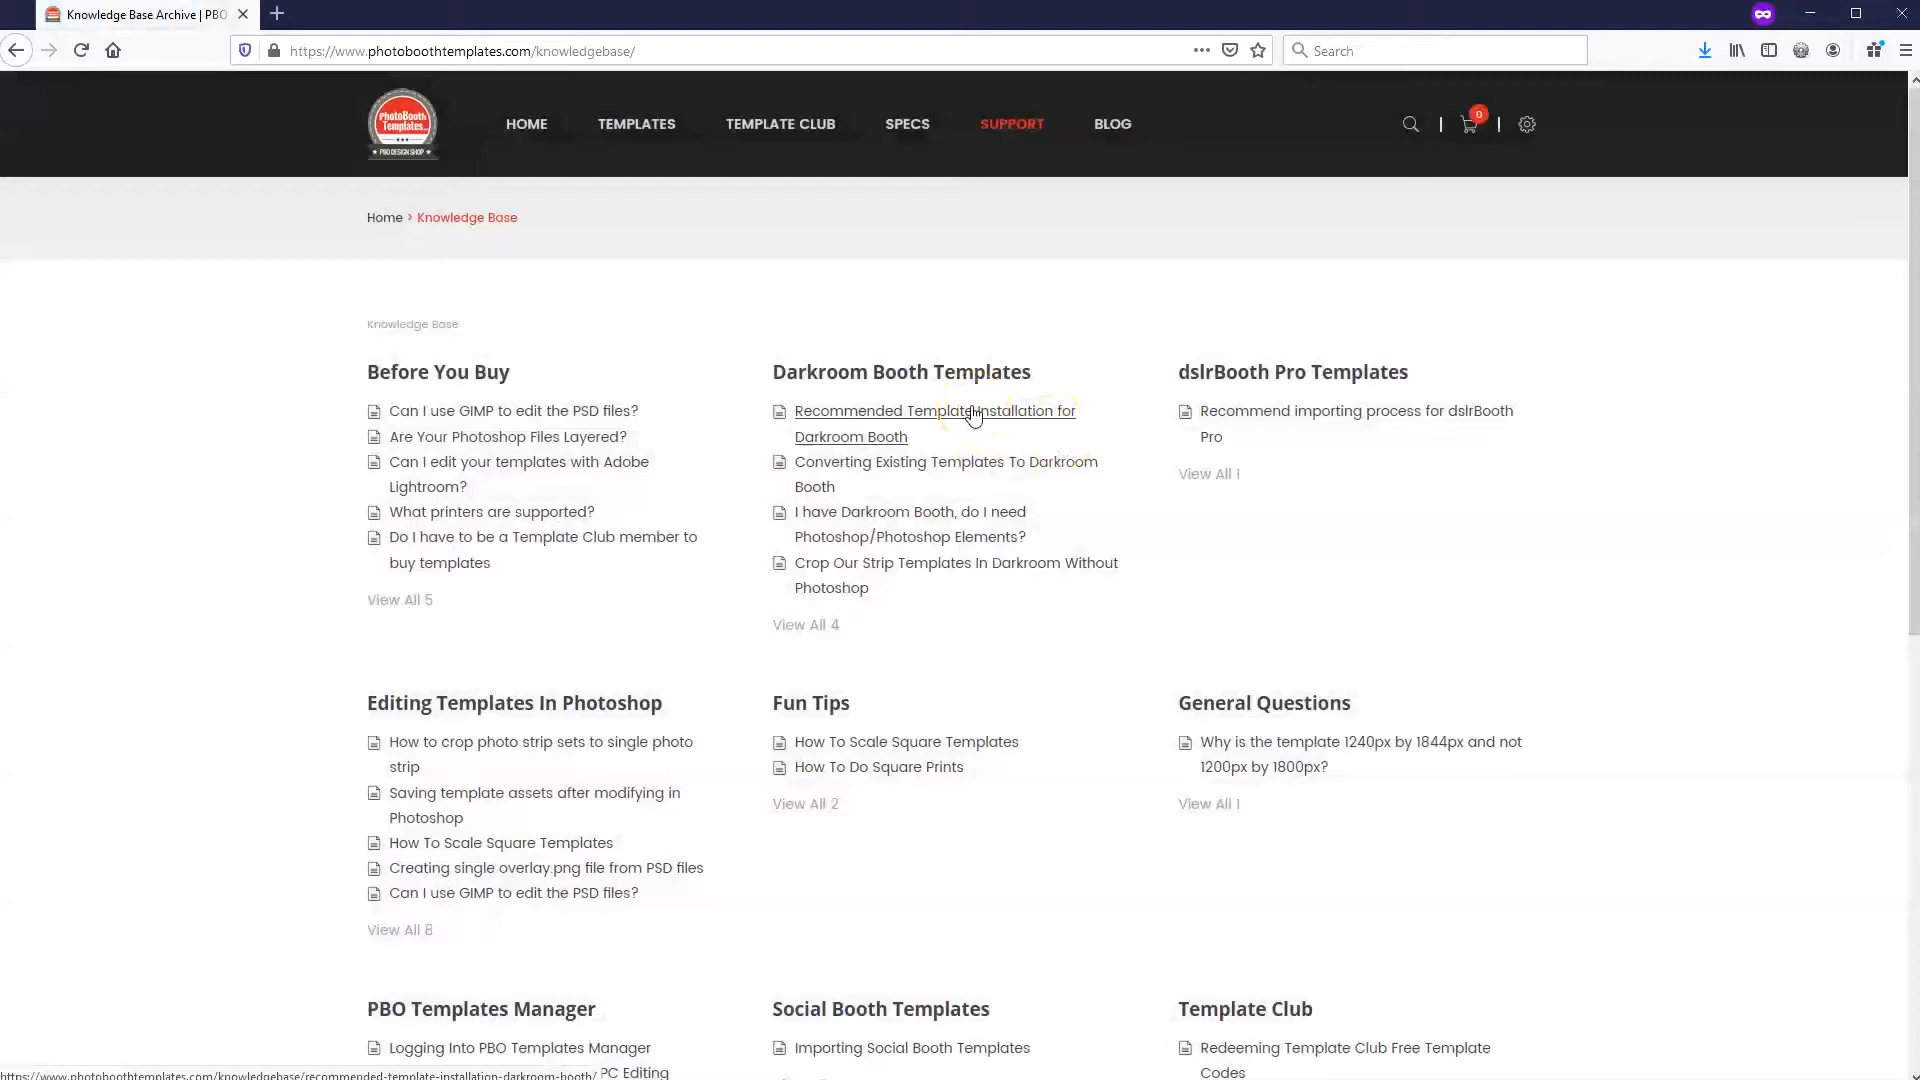 Knowledge Base Archive | PBO
https://www.photoboothtemplates.com/knowledgebase/
Search
PhotoBooth
Templates
PBO DESIGN SHOP
HOME
TEMPLATES
TEMPLATE CLUB
SPECS
SUPPORT
BLOG
0
Home > Knowledge Base
Knowledge Base
Before You Buy
Can I use GIMP to edit the PSD files?
Are Your Photoshop Files Layered?
Can I edit your templates with Adobe
Lightroom?
What printers are supported?
Do I have to be a Template Club member to
buy templates
View All 5
Darkroom Booth Templates
Recommended Template Installation for
Darkroom Booth
Converting Existing Templates To Darkroom
Booth
I have Darkroom Booth, do I need
Photoshop/Photoshop Elements?
Crop Our Strip Templates In Darkroom Without
Photoshop
View All 4
dslrBooth Pro Templates
Recommend importing process for dslrBooth
Pro
View All 1
Editing Templates In Photoshop
How to crop photo strip sets to single photo
strip
Saving template assets after modifying in
Photoshop
How To Scale Square Templates
Creating single overlay.png file from PSD files
Can I use GIMP to edit the PSD files?
View All 8
Fun Tips
How To Scale Square Templates
How To Do Square Prints
View All 2
General Questions
Why is the template 1240px by 1844px and not
1200px by 1800px?
View All 1
PBO Templates Manager
Logging Into PBO Templates Manager
PC Editing
Social Booth Templates
Importing Social Booth Templates
Template Club
Redeeming Template Club Free Template
Codes
https://www.photoboothtemplates.com/knowledgebase/recommended-template-installation-darkroom-booth/